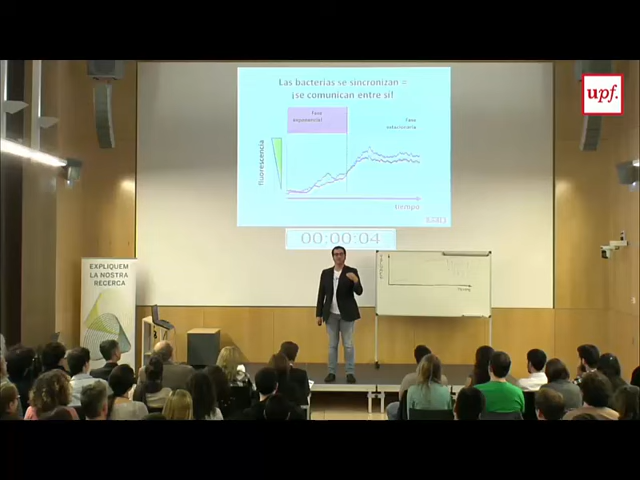 Las bacterias se sincronizan =
¡se comunican entre sí!
Fase
exponencial
Fase
estacionaria
fluorescencia
tiempo
00:00:04
upf.
EXPLIQUEM
LA NOSTRA
RECERCA